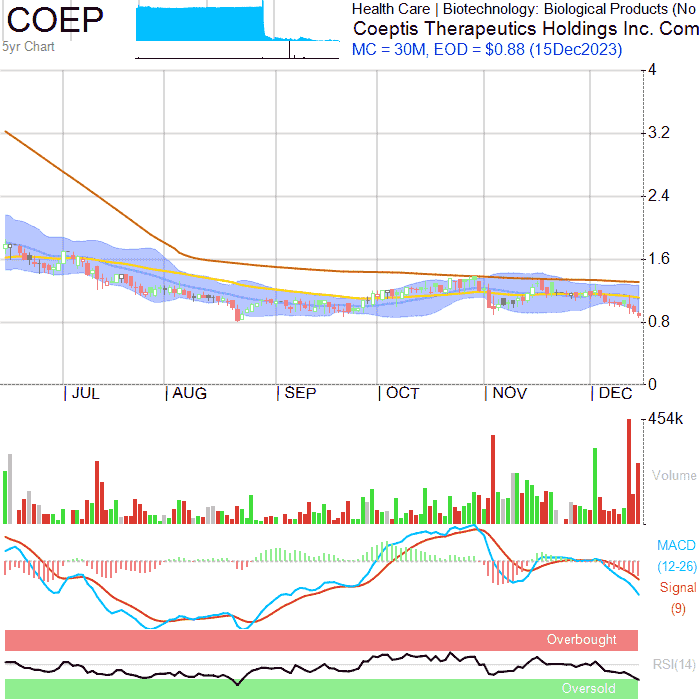 COEP
5yr Chart
Health Care | Biotechnology: Biological Products (No
Coeptis Therapeutics Holdings Inc. Com
MC = 30M, EOD = $0.88 (15Dec2023)
4
3.2
2.4
1.6
0.8
0
| JUL | AUG | SEP | OCT | NOV | DEC
454k
Volume
MACD
(12-26)
Signal
(9)
Overbought
RSI(14)
Oversold